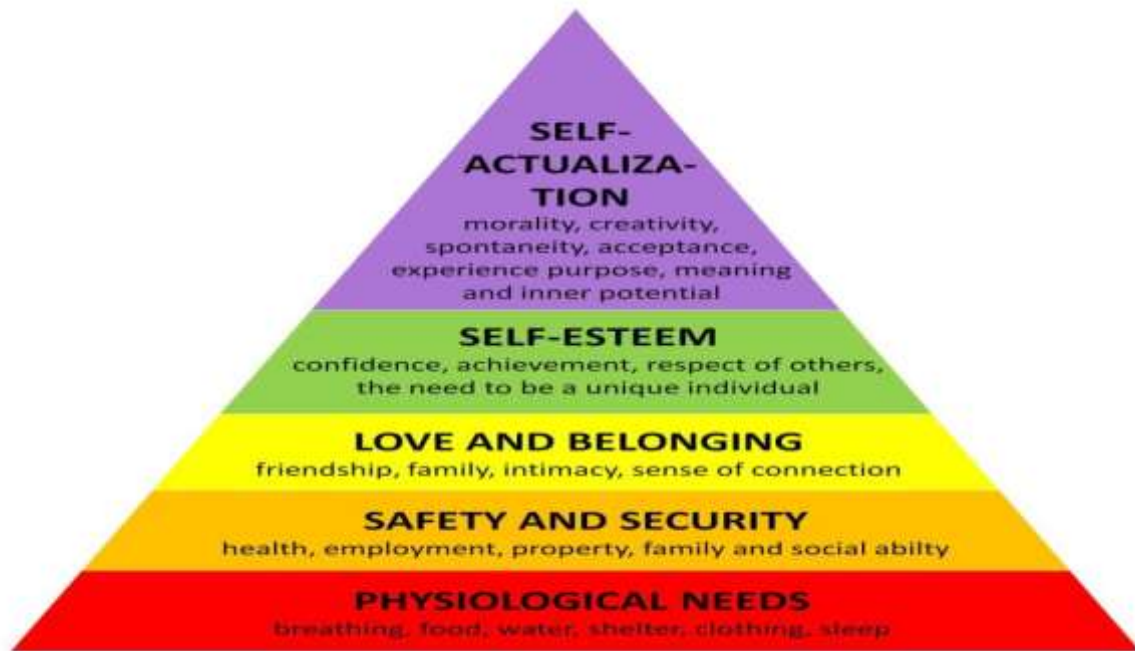 SELF-
ACTUALIZA-
TION
morality, creativity,
spontaneity, acceptance,
experience purpose, meaning
and inner potential
SELF-ESTEEM
confidence, achievement, respect of others,
the need to be a unique individual
LOVE AND BELONGING
friendship, family, intimacy, sense of connection
SAFETY AND SECURITY
health, employment, property, family and social abilty
PHYSIOLOGICAL NEEDS
breathing, food, water, shelter, clothing, sleep